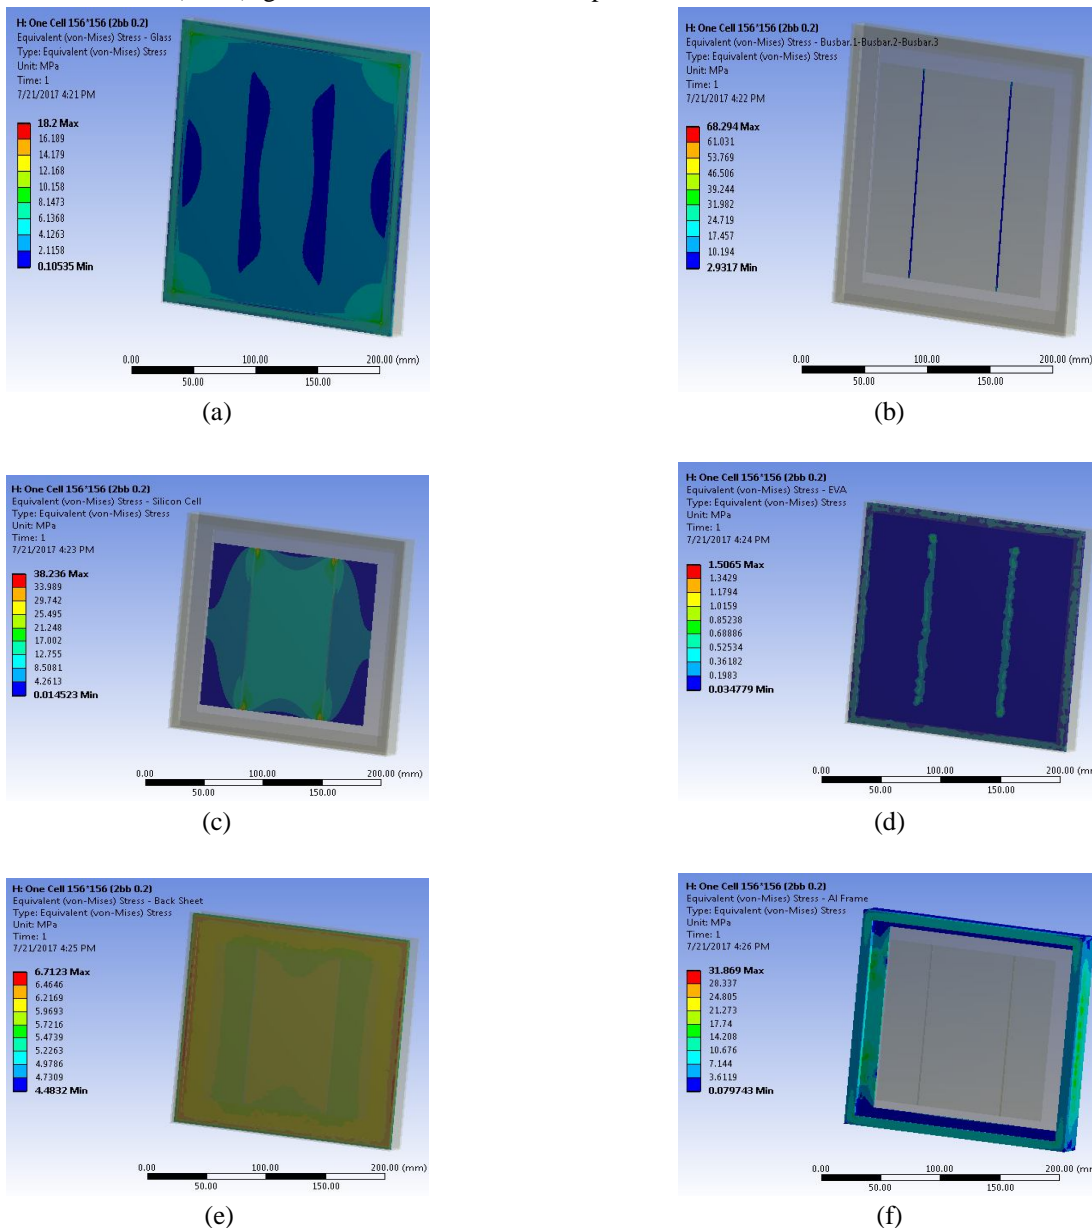 H: One Cell 156*156 (2bb 0.2)
Equivalent (von-Mises) Stress - Glass
Type: Equivalent (von-Mises) Stress
Unit: MPa
Time: 1
7/21/2017 4:21 PM
18.2 Max
16.189
14.179
12.168
10.158
8.1473
6.1368
4.1263
2.1158
0.10535 Min
0.00 100.00 200.00 (mm)
50.00 150.00
(a)
H: One Cell 156*156 (2bb 0.2)
Equivalent (von-Mises) Stress - Busbar.1-Busbar.2-Busbar.3
Type: Equivalent (von-Mises) Stress
Unit: MPa
Time: 1
7/21/2017 4:22 PM
68.294 Max
61.031
53.769
46.506
39.244
31.982
24.719
17.457
10.194
2.9317 Min
0.00 100.00 200.00 (mm)
50.00 150.00
(b)
H: One Cell 156*156 (2bb 0.2)
Equivalent (von-Mises) Stress - Silicon Cell
Type: Equivalent (von-Mises) Stress
Unit: MPa
Time: 1
7/21/2017 4:23 PM
38.236 Max
33.989
29.742
25.495
21.248
17.002
12.755
8.5081
4.2613
0.014523 Min
0.00 100.00 200.00 (mm)
50.00 150.00
(c)
H: One Cell 156*156 (2bb 0.2)
Equivalent (von-Mises) Stress - EVA
Type: Equivalent (von-Mises) Stress
Unit: MPa
Time: 1
7/21/2017 4:24 PM
1.5065 Max
1.3429
1.1794
1.0159
0.85238
0.68886
0.52534
0.36182
0.1983
0.034779 Min
0.00 100.00 200.00 (mm)
50.00 150.00
(d)
H: One Cell 156*156 (2bb 0.2)
Equivalent (von-Mises) Stress - Back Sheet
Type: Equivalent (von-Mises) Stress
Unit: MPa
Time: 1
7/21/2017 4:25 PM
6.7123 Max
6.4646
6.2169
5.9693
5.7216
5.4739
5.2263
4.9786
4.7309
4.4832 Min
0.00 100.00 200.00 (mm)
50.00 150.00
(e)
H: One Cell 156*156 (2bb 0.2)
Equivalent (von-Mises) Stress - Al Frame
Type: Equivalent (von-Mises) Stress
Unit: MPa
Time: 1
7/21/2017 4:26 PM
31.869 Max
28.337
24.805
21.273
17.74
14.208
10.676
7.144
3.6119
0.079743 Min
0.00 100.00 200.00 (mm)
50.00 150.00
(f)